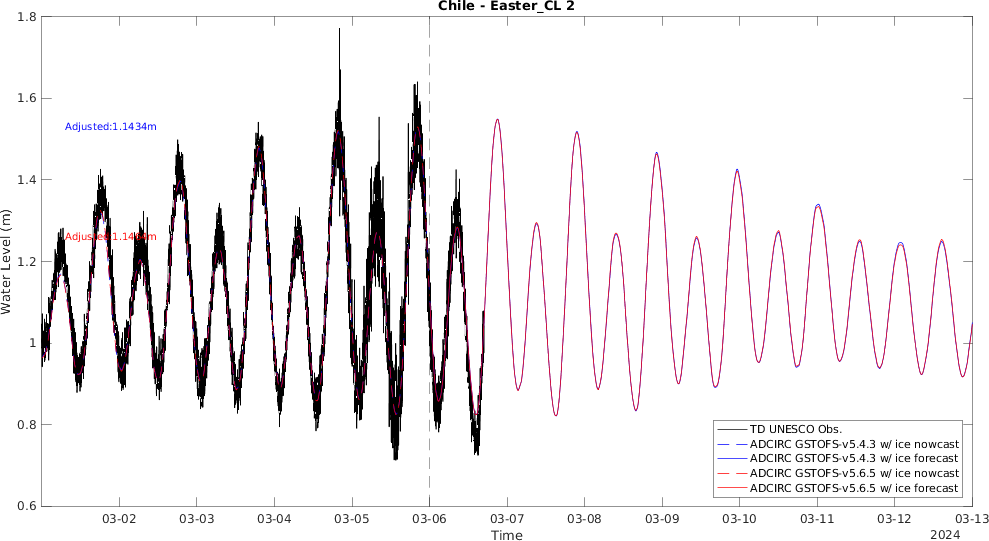 Chile - Easter_CL 2
1.8
1.6
1.4
1.2
1
0.8
0.6
Water Level (m)
Adjusted:1.1434m
TD UNESCO Obs.
ADCIRC GSTOFS-v5.4.3 w/ ice nowcast
ADCIRC GSTOFS-v5.4.3 w/ ice forecast
ADCIRC GSTOFS-v5.6.5 w/ ice nowcast
ADCIRC GSTOFS-v5.6.5 w/ ice forecast
03-02 03-03 03-04 03-05 03-06 03-07 03-08 03-09 03-10 03-11 03-12 03-13
Time
2024